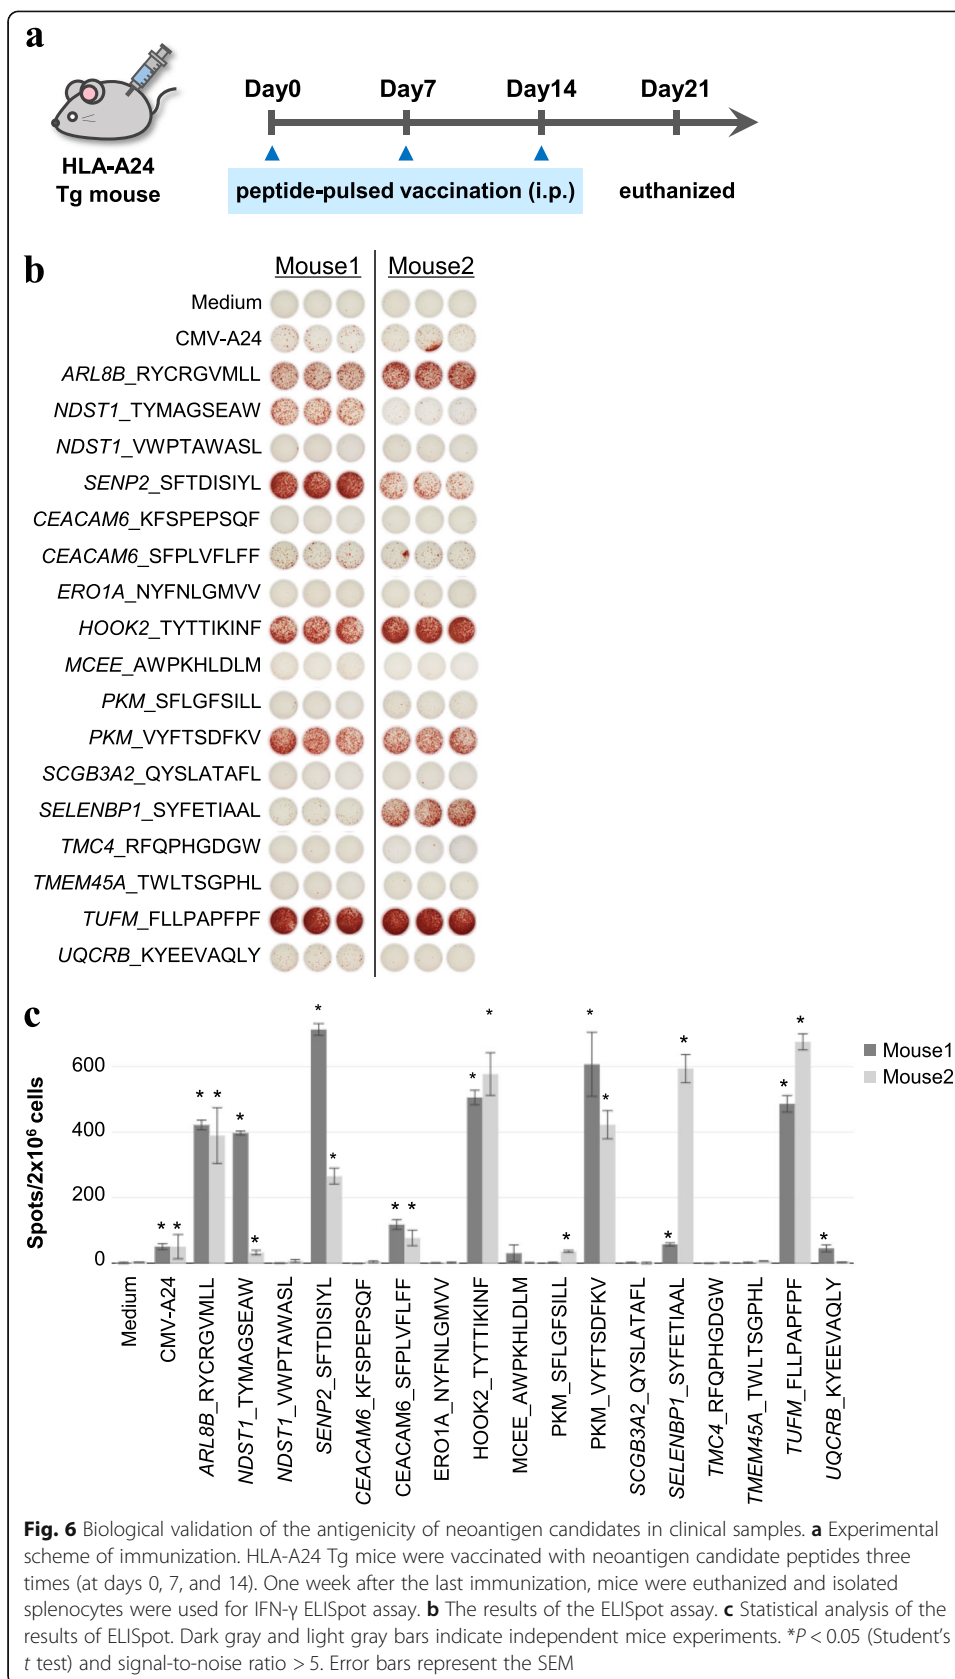 a
Day0 Day7 Day14 Day21
HLA-A24
Tg mouse
peptide-pulsed vaccination (i.p.) euthanized
b
Mouse1 Mouse2
Medium
CMV-A24
ARL8B_RYCRGVMLL
NDST1_TYMAGSEAW
NDST1_VWPTAWASL
SENP2_SFTDISIYL
CEACAM6_KFSPEPSQF
CEACAM6_SFPLVFLFF
ERO1A_NYFNLGMVV
HOOK2_TYTTIKINF
MCEE_AWPKHLDLM
PKM_SFLGFSILL
PKM_VYFTSDFKV
SCGB3A2_QYSLATAFL
SELENBP1_SYFETIAAL
TMC4_RFQPHGDGW
TMEM45A_TWLTSGPHL
TUFM_FLLPAPFPF
UQCRB_KYEEVAQLY
c
Spots/2x10⁶ cells
600
400
200
0
* * * * * * * * * * * * * * * * * * *
Mouse1
Mouse2
Medium
CMV-A24
ARL8B_RYCRGVMLL
NDST1_TYMAGSEAW
NDST1_VWPTAWASL
SENP2_SFTDISIYL
CEACAM6_KFSPEPSQF
CEACAM6_SFPLVFLFF
ERO1A_NYFNLGMVV
HOOK2_TYTTIKINF
MCEE_AWPKHLDLM
PKM_SFLGFSILL
PKM_VYFTSDFKV
SCGB3A2_QYSLATAFL
SELENBP1_SYFETIAAL
TMC4_RFQPHGDGW
TMEM45A_TWLTSGPHL
TUFM_FLLPAPFPF
UQCRB_KYEEVAQLY
Fig. 6 Biological validation of the antigenicity of neoantigen candidates in clinical samples. a Experimental
scheme of immunization. HLA-A24 Tg mice were vaccinated with neoantigen candidate peptides three
times (at days 0, 7, and 14). One week after the last immunization, mice were euthanized and isolated
splenocytes were used for IFN-γ ELISpot assay. b The results of the ELISpot assay. c Statistical analysis of the
results of ELISpot. Dark gray and light gray bars indicate independent mice experiments. *P < 0.05 (Student's
t test) and signal-to-noise ratio > 5. Error bars represent the SEM